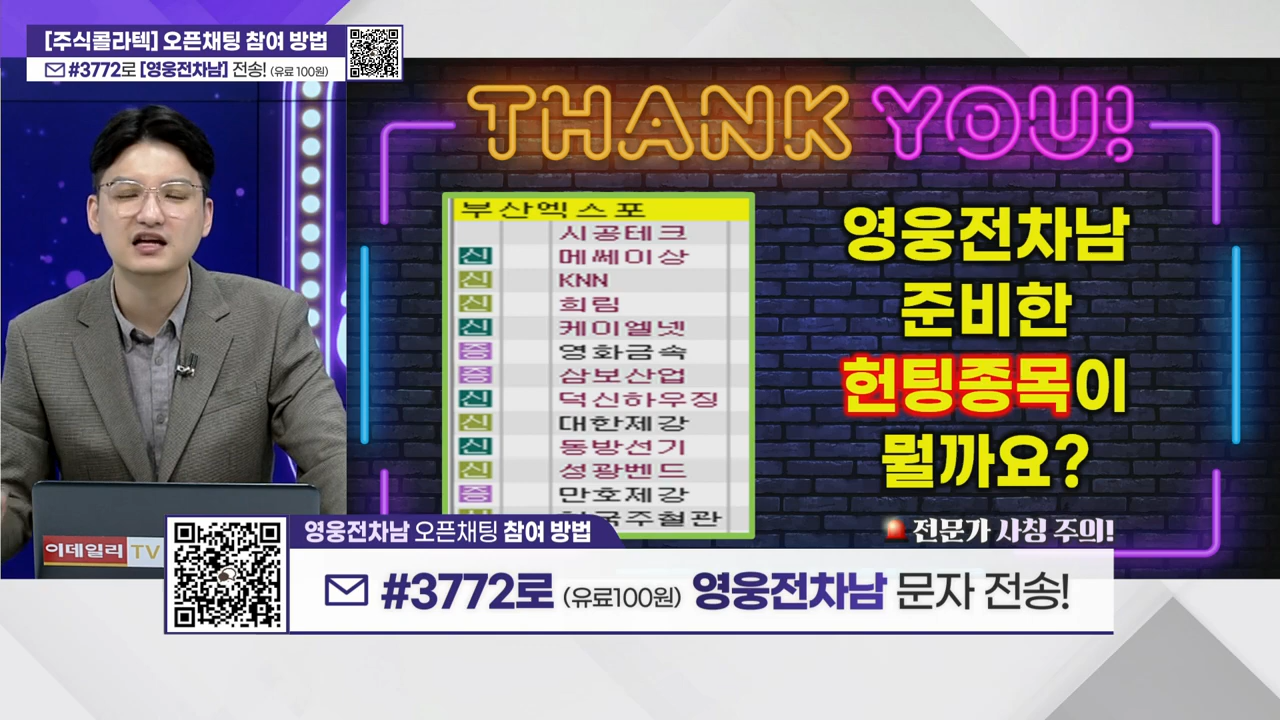 [주식콜라텍] 오픈채팅 참여 방법
#3772로 [영웅전차남] 전송! (유료 100원)
THANK YOU!
부산엑스포
시공테크
신 메쎄이상
신 KNN
신 희림
신 케이엘넷
증 영화금속
증 삼보산업
신 덕신하우징
신 대한제강
신 동방선기
신 성광벤드
증 만호제강
국주철관
영웅전차남
준비한
헌팅종목이
뭘까요?
전문가 사칭 주의!
이데일리TV
영웅전차남 오픈채팅 참여 방법
#3772로 (유료100원) 영웅전차남 문자 전송!